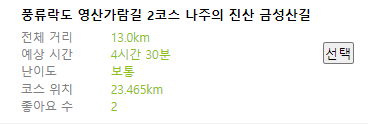 풍류락도 영산가람길 2코스 나주의 진산 금성산길
전체 거리 13.0km
예상 시간 4시간 30분
난이도 보통
코스 위치 23.465km
좋아요 수 2
선택